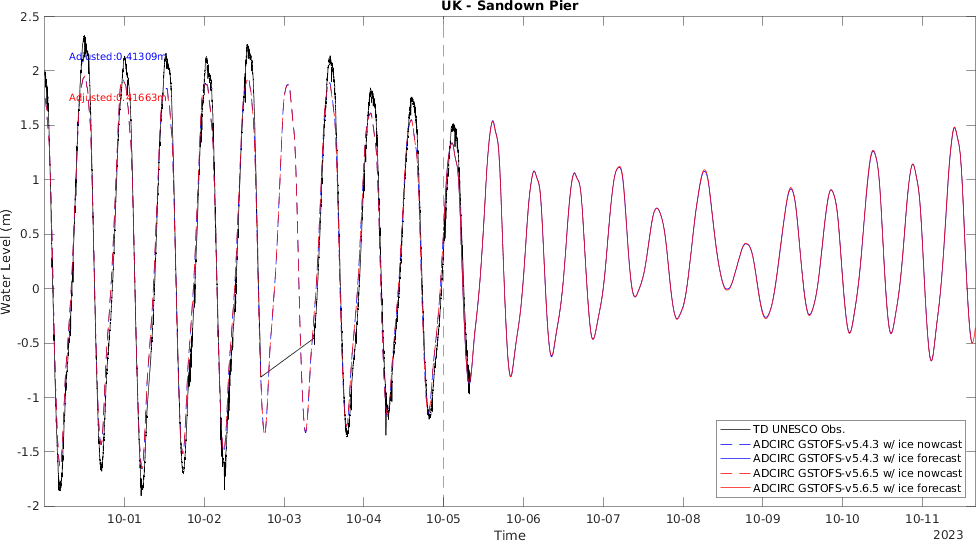 UK - Sandown Pier
2.5
2
1.5
1
0.5
0
-0.5
-1
-1.5
-2
Water Level (m)
Adjusted:0.41309m
Adjusted:0.41663m
TD UNESCO Obs.
ADCIRC GSTOFS-v5.4.3 w/ ice nowcast
ADCIRC GSTOFS-v5.4.3 w/ ice forecast
ADCIRC GSTOFS-v5.6.5 w/ ice nowcast
ADCIRC GSTOFS-v5.6.5 w/ ice forecast
10-01 10-02 10-03 10-04 10-05 10-06 10-07 10-08 10-09 10-10 10-11
Time
2023